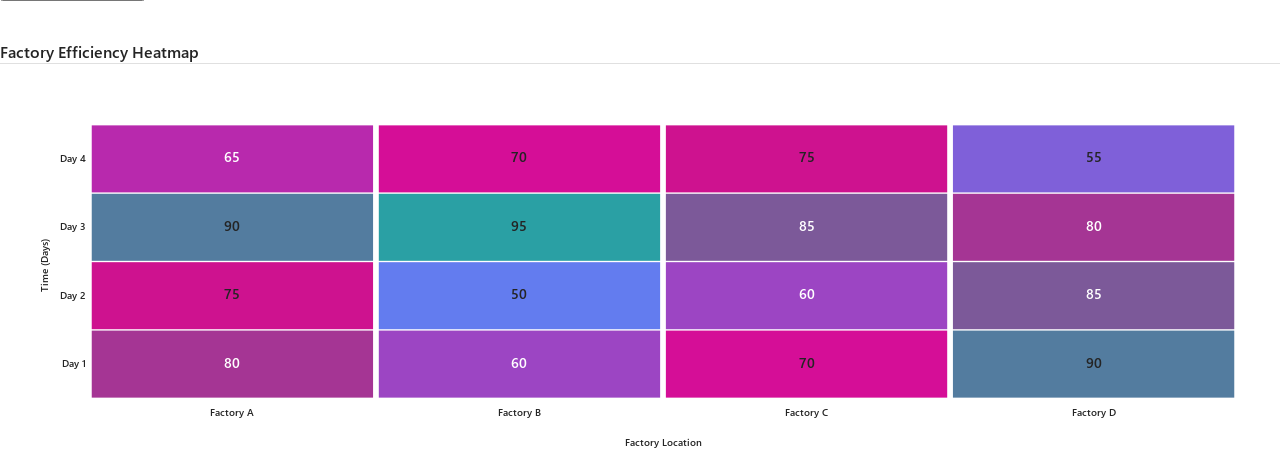 Factory Efficiency Heatmap
Time (Days)
Day 4
65
70
75
55
Day 3
90
95
85
80
Day 2
75
50
60
85
Day 1
80
60
70
90
Factory A
Factory B
Factory C
Factory D
Factory Location